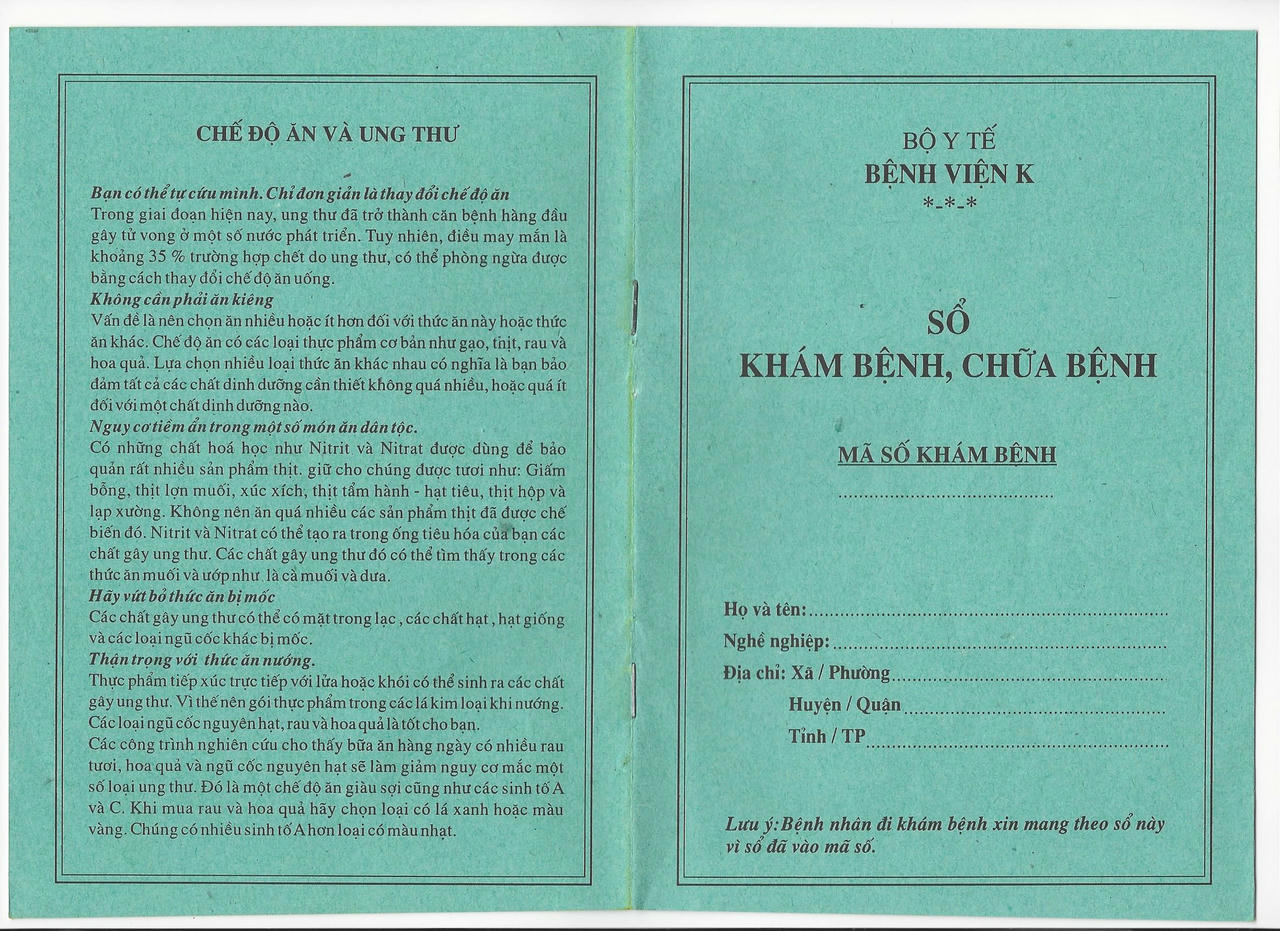 CHẾ ĐỘ ĂN VÀ UNG THƯ
Bạn có thể tự cứu mình. Chỉ đơn giản là thay đổi chế độ ăn
Trong giai đoạn hiện nay, ung thư đã trở thành căn bệnh hàng đầu
gây tử vong ở một số nước phát triển. Tuy nhiên, điều may mắn là
khoảng 35 % trường hợp chết do ung thư, có thể phòng ngừa được
bằng cách thay đổi chế độ ăn uống.
Không cần phải ăn kiêng
Vấn đề là nên chọn ăn nhiều hoặc ít hơn đối với thức ăn này hoặc thức
ăn khác. Chế độ ăn có các loại thực phẩm cơ bản như gạo, thịt, rau và
hoa quả. Lựa chọn nhiều loại thức ăn khác nhau có nghĩa là bạn bảo
đảm tất cả các chất dinh dưỡng cần thiết không quá nhiều, hoặc quá ít
đối với một chất dinh dưỡng nào.
Nguy cơ tiềm ẩn trong một số món ăn dân tộc.
Có những chất hoá học như Nitrit và Nitrat được dùng để bảo
quản rất nhiều sản phẩm thịt. giữ cho chúng được tươi như: Giấm
bỗng, thịt lợn muối, xúc xích, thịt tẩm hành - hạt tiêu, thịt hộp và
lạp xường. Không nên ăn quá nhiều các sản phẩm thịt đã được chế
biến đó. Nitrit và Nitrat có thể tạo ra trong ống tiêu hóa của bạn các
chất gây ung thư. Các chất gây ung thư đó có thể tìm thấy trong các
thức ăn muối và ướp như là cà muối và dưa.
Hãy vứt bỏ thức ăn bị mốc
Các chất gây ung thư có thể có mặt trong lạc , các chất hạt , hạt giống
và các loại ngũ cốc khác bị mốc.
Thận trọng với thức ăn nướng.
Thực phẩm tiếp xúc trực tiếp với lửa hoặc khói có thể sinh ra các chất
gây ung thư. Vì thế nên gói thực phẩm trong các lá kim loại khi nướng.
Các loại ngũ cốc nguyên hạt, rau và hoa quả là tốt cho bạn.
Các công trình nghiên cứu cho thấy bữa ăn hàng ngày có nhiều rau
tươi, hoa quả và ngũ cốc nguyên hạt sẽ làm giảm nguy cơ mắc một
số loại ung thư. Đó là một chế độ ăn giàu sợi cũng như các sinh tố A
và C. Khi mua rau và hoa quả hãy chọn loại có lá xanh hoặc màu
vàng. Chúng có nhiều sinh tố A hơn loại có màu nhạt.
BỘ Y TẾ
BỆNH VIỆN K
*-*-*
SỔ
KHÁM BỆNH, CHỮA BỆNH
MÃ SỐ KHÁM BỆNH
Họ và tên:
Nghề nghiệp:
Địa chỉ: Xã / Phường
Huyện / Quận
Tỉnh / TP
Lưu ý: Bệnh nhân đi khám bệnh xin mang theo sổ này
vì sổ đã vào mã số.